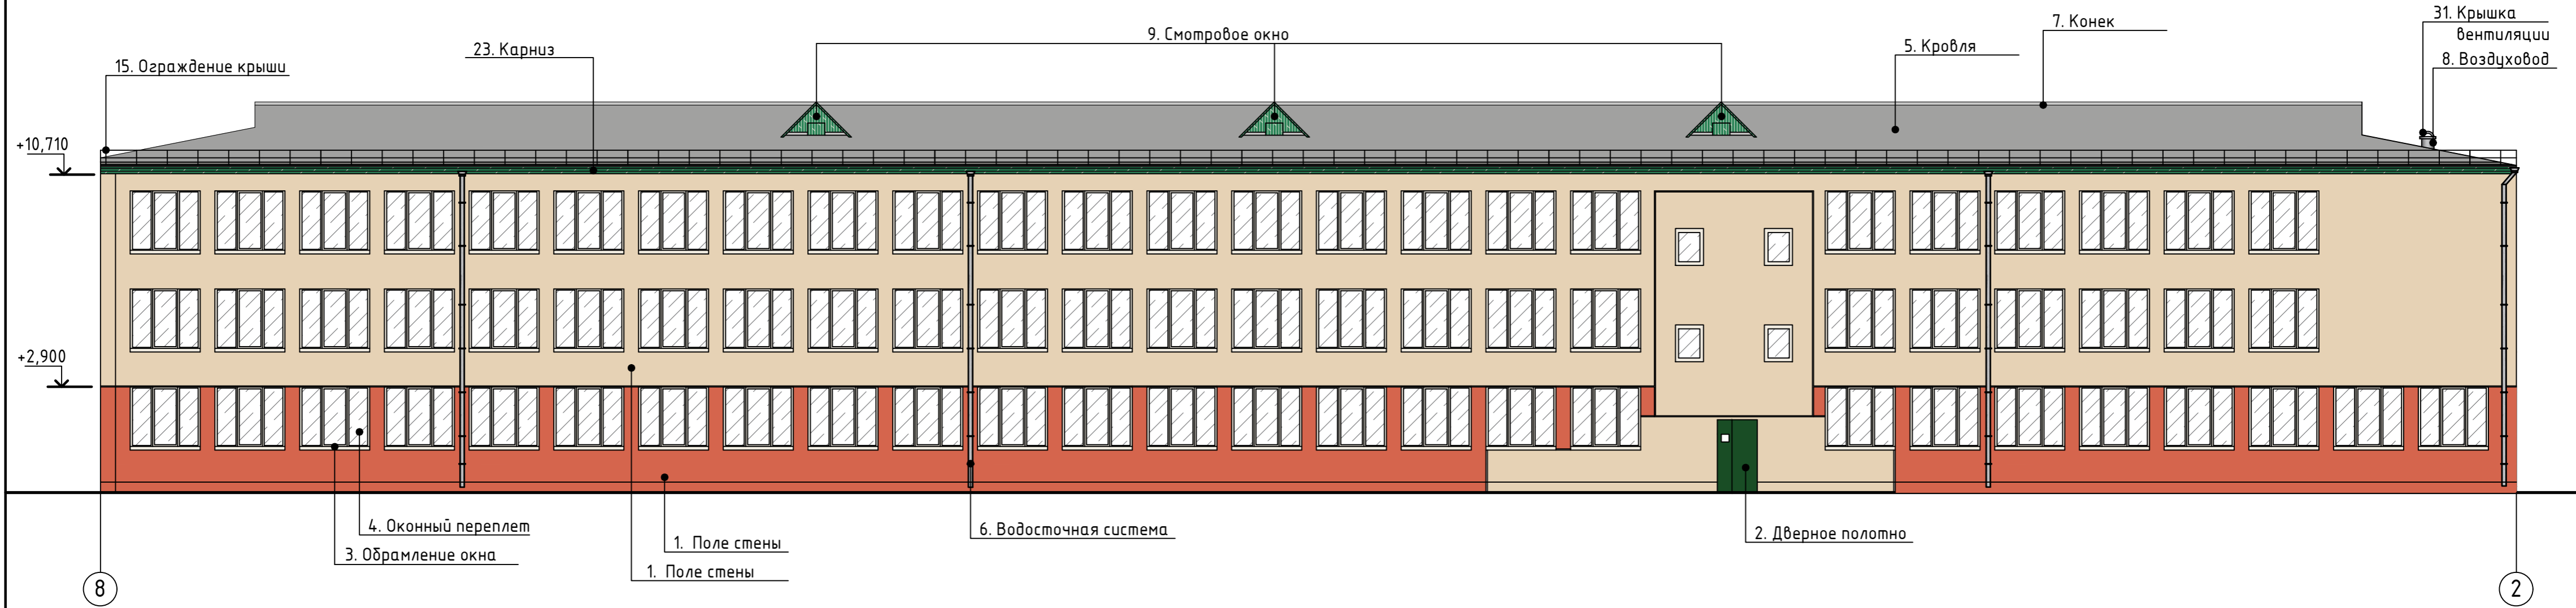 31. Крышка
вентиляции
7. Конек
9. Смотровое окно
5. Кровля
23. Карниз
8. Воздуховод
15. Ограждение крыши
+10,710
+2,900
4. Оконный переплет
6. Водосточная система
2. Дверное полотно
1. Поле стены
3. Обрамление окна
1. Поле стены
8
2